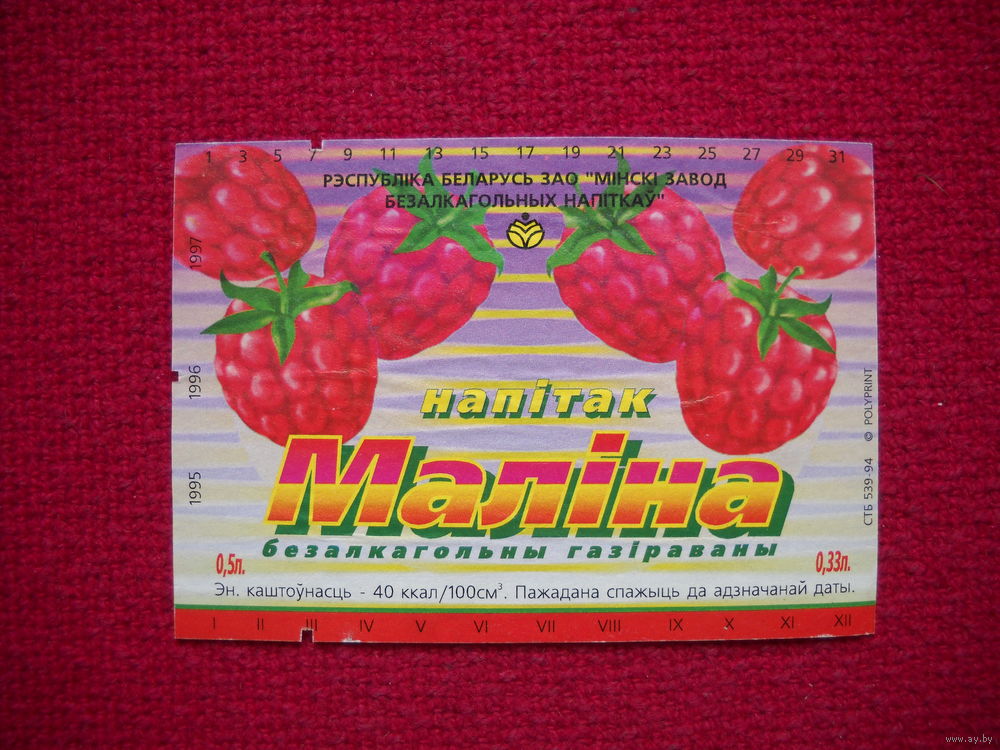 1 3 5 7 9 11 13 15 17 19 21 23 25 27 29 31
РЭСПУБЛІКА БЕЛАРУСЬ ЗАО "МІНСКІ ЗАВОД
БЕЗАЛКАГОЛЬНЫХ НАПІТКАЎ"
1997
1996
1995
напітак
Маліна
безалкагольны газіраваны
0,5л.
0,33л.
СТБ 539-94 © POLYPRINT
Эн. каштоўнасць - 40 ккал/100см³. Пажадана спажыць да адзначанай даты.
I II III IV V VI VII VIII IX X XI XII
www.ay.by